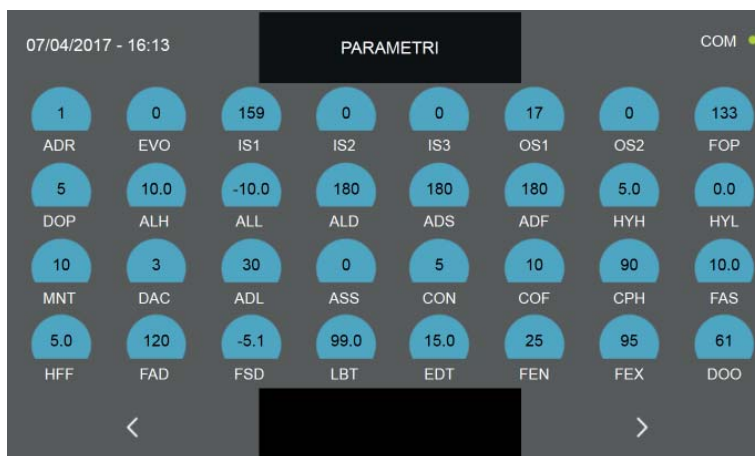 07/04/2017 - 16:13 PARAMETRI COM
1 0 159 0 0 17 0 133
ADR EVO IS1 IS2 IS3 OS1 OS2 FOP
5 10.0 -10.0 180 180 180 5.0 0.0
DOP ALH ALL ALD ADS ADF HYH HYL
10 3 30 0 5 10 90 10.0
MNT DAC ADL ASS CON COF CPH FAS
5.0 120 -5.1 99.0 15.0 25 95 61
HFF FAD FSD LBT EDT FEN FEX DOO